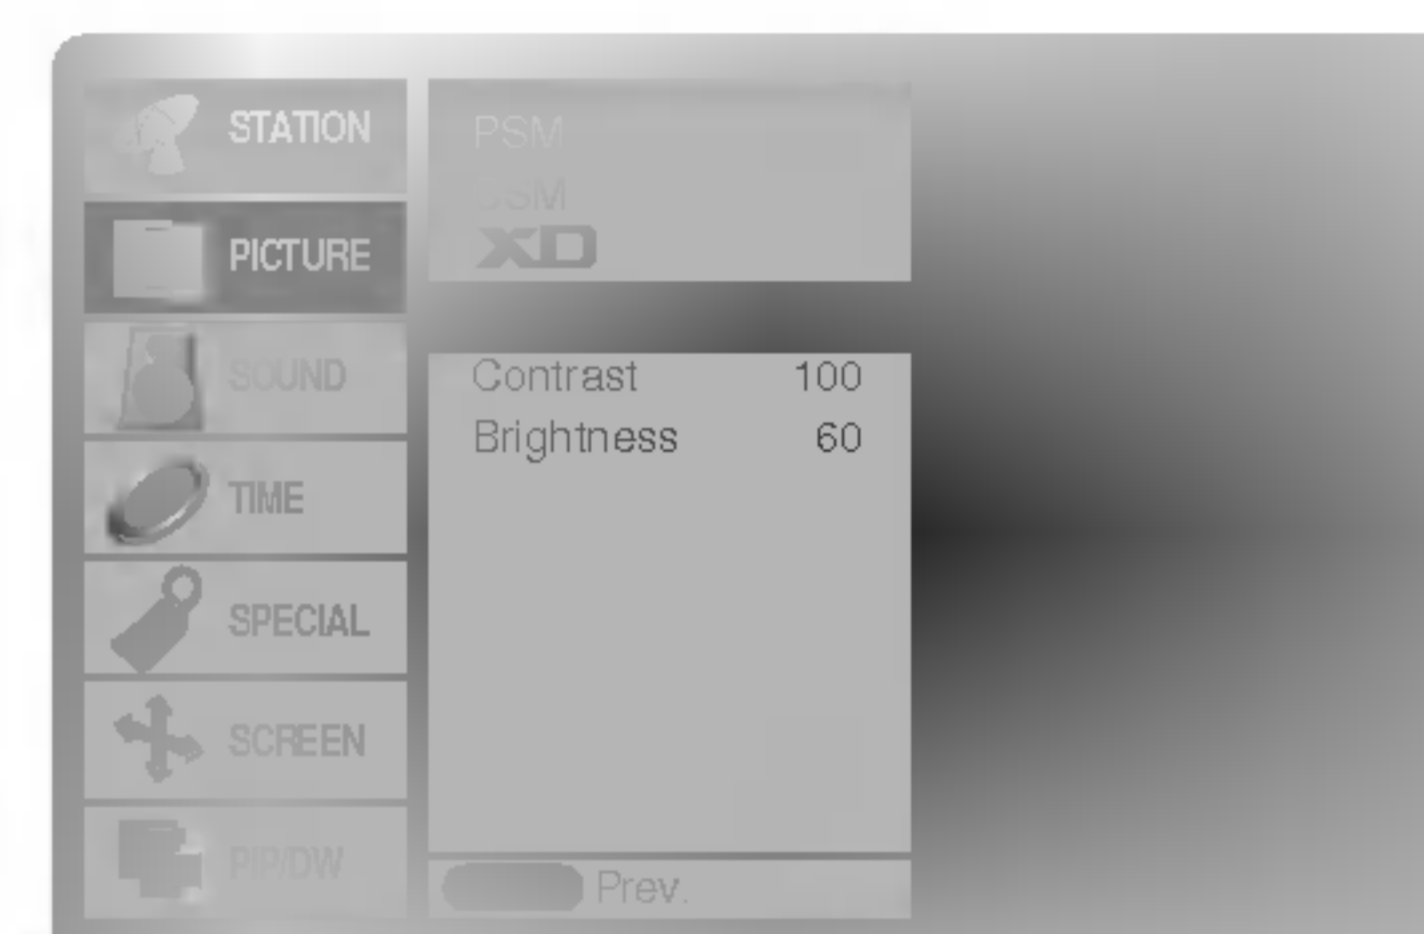 STATION
PICTURE
SOUND
TIME
SPECIAL
SCREEN
PIP/DW
PSM
XD
Contrast 100
Brightness 60
Prev.